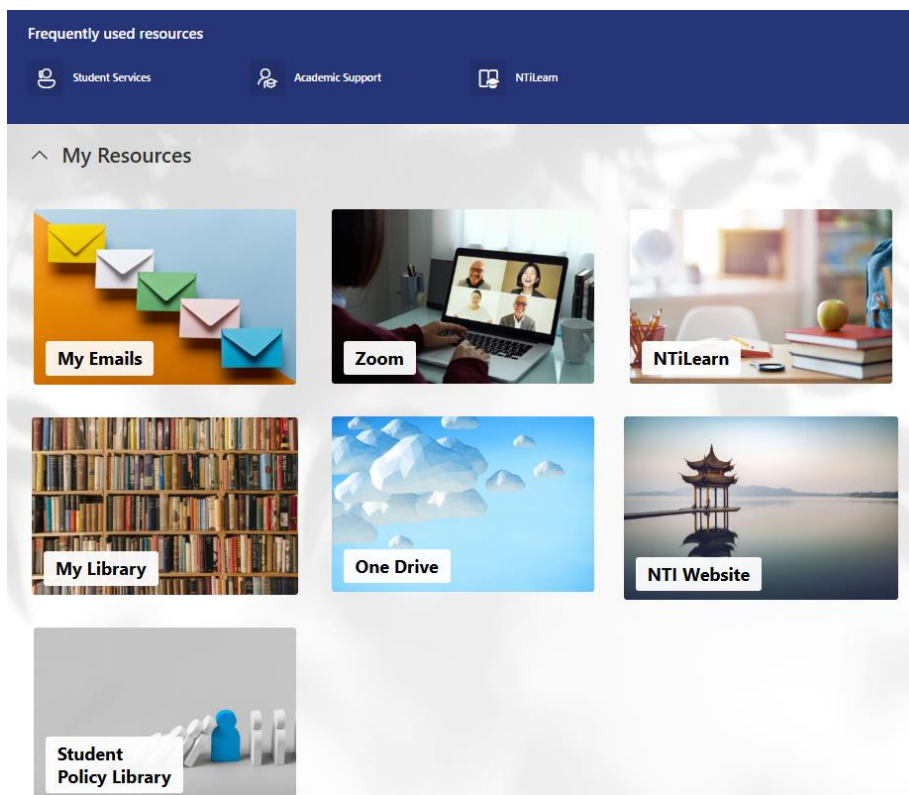 Frequently used resources
Student Services
Academic Support
NTiLearn
My Resources
My Emails
Zoom
NTiLearn
My Library
One Drive
NTI Website
Student
Policy Library